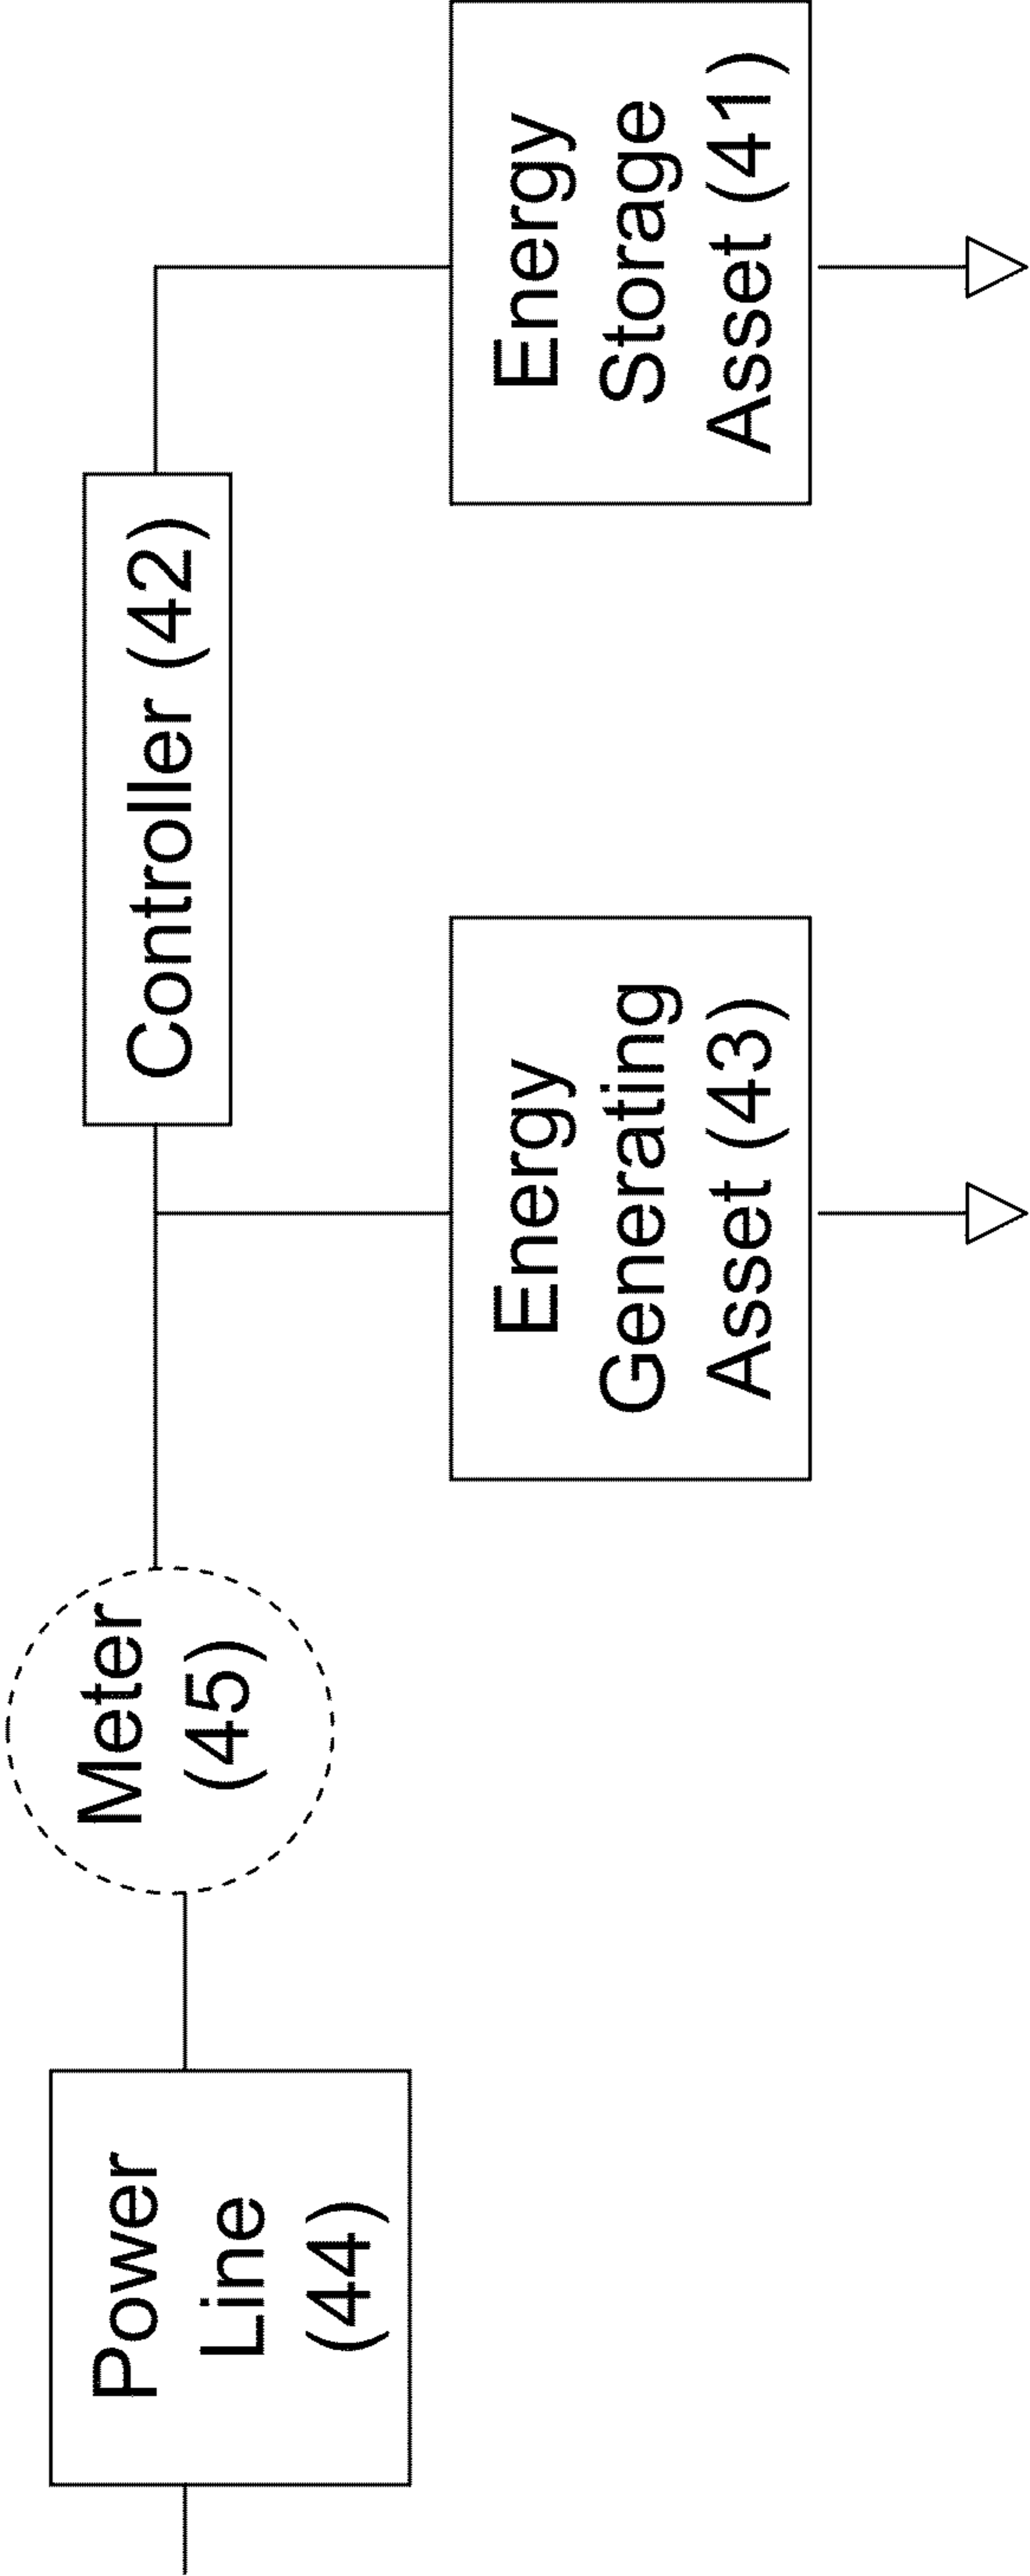 Power
Line
(44)
Meter
(45)
Controller (42)
Energy
Generating
Asset (43)
Energy
Storage
Asset (41)